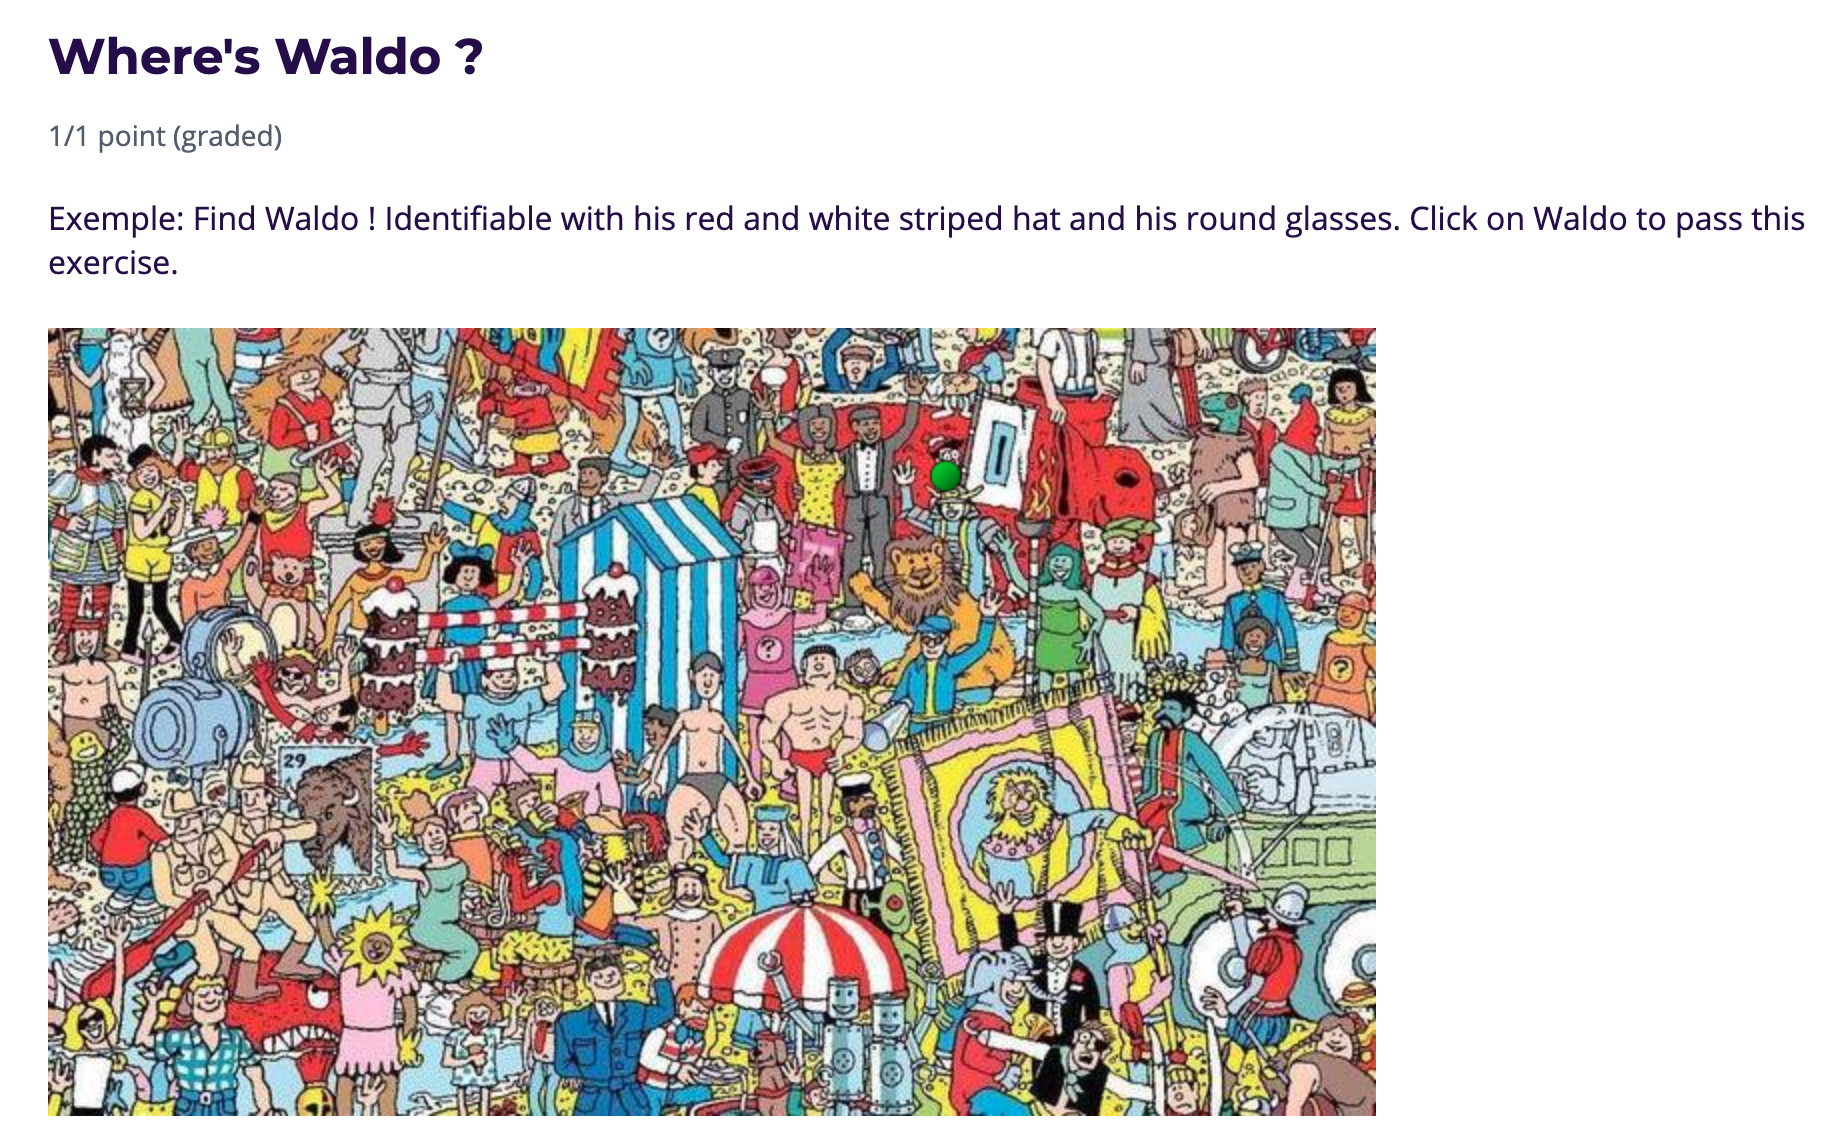 Where's Waldo ?
1/1 point (graded)
Exemple: Find Waldo ! Identifiable with his red and white striped hat and his round glasses. Click on Waldo to pass this
exercise.
?
?
?
29